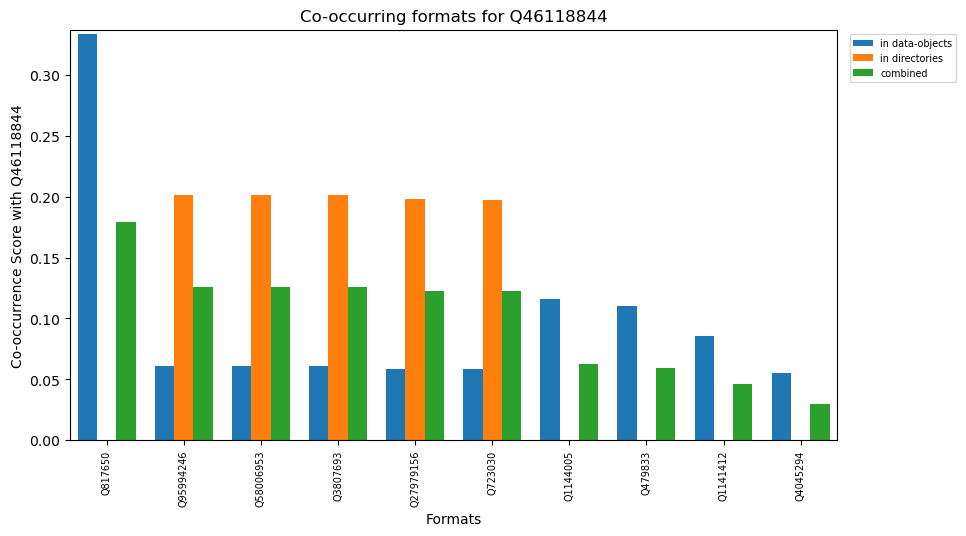 Co-occurring formats for Q46118844
in data-objects
in directories
combined
Co-occurrence Score with Q46118844
0.30
0.25
0.20
0.15
0.10
0.05
0.00
Q817650
Q95994246
Q58006953
Q3807693
Q27979156
Q723030
Q1144005
Q479833
Q1141412
Q4045294
Formats